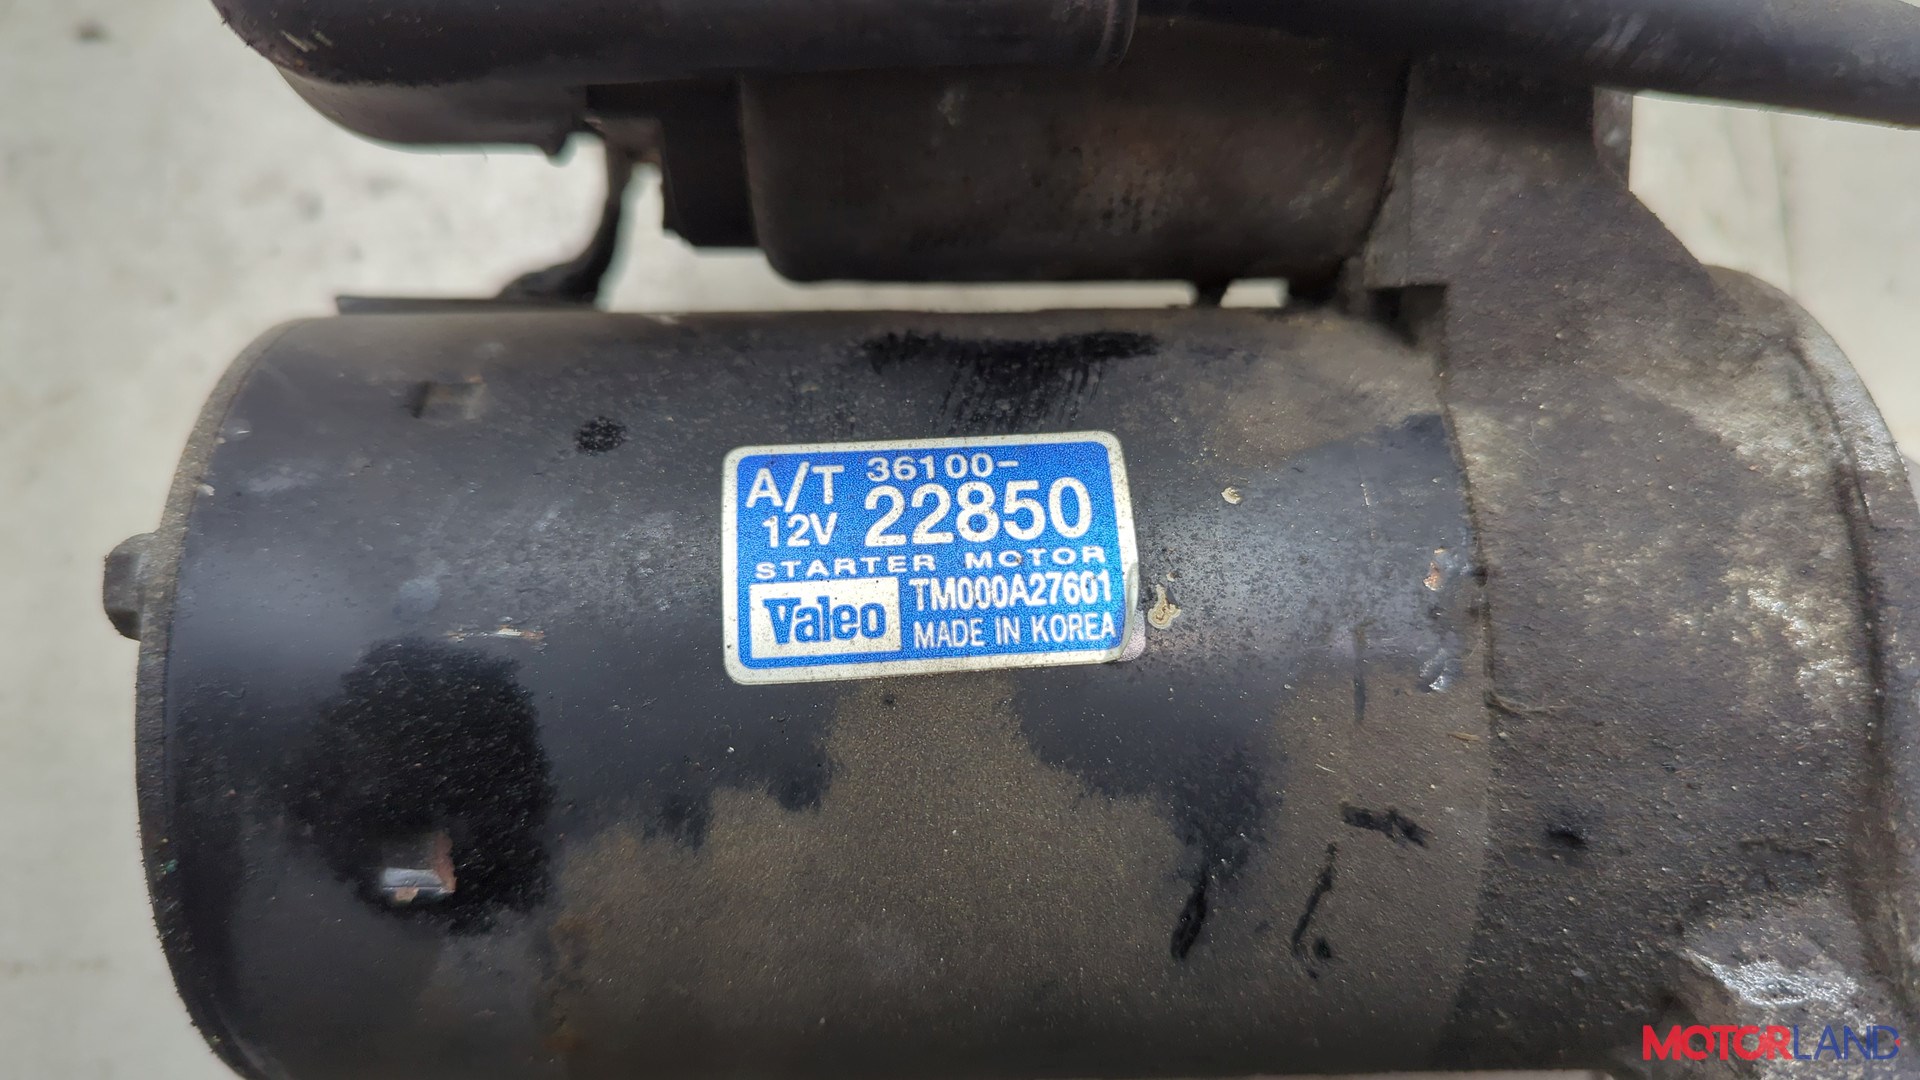 A/T 36100-
12V 22850
STARTER MOTOR
Valeo TM000A27601
MADE IN KOREA
MOTORLAND